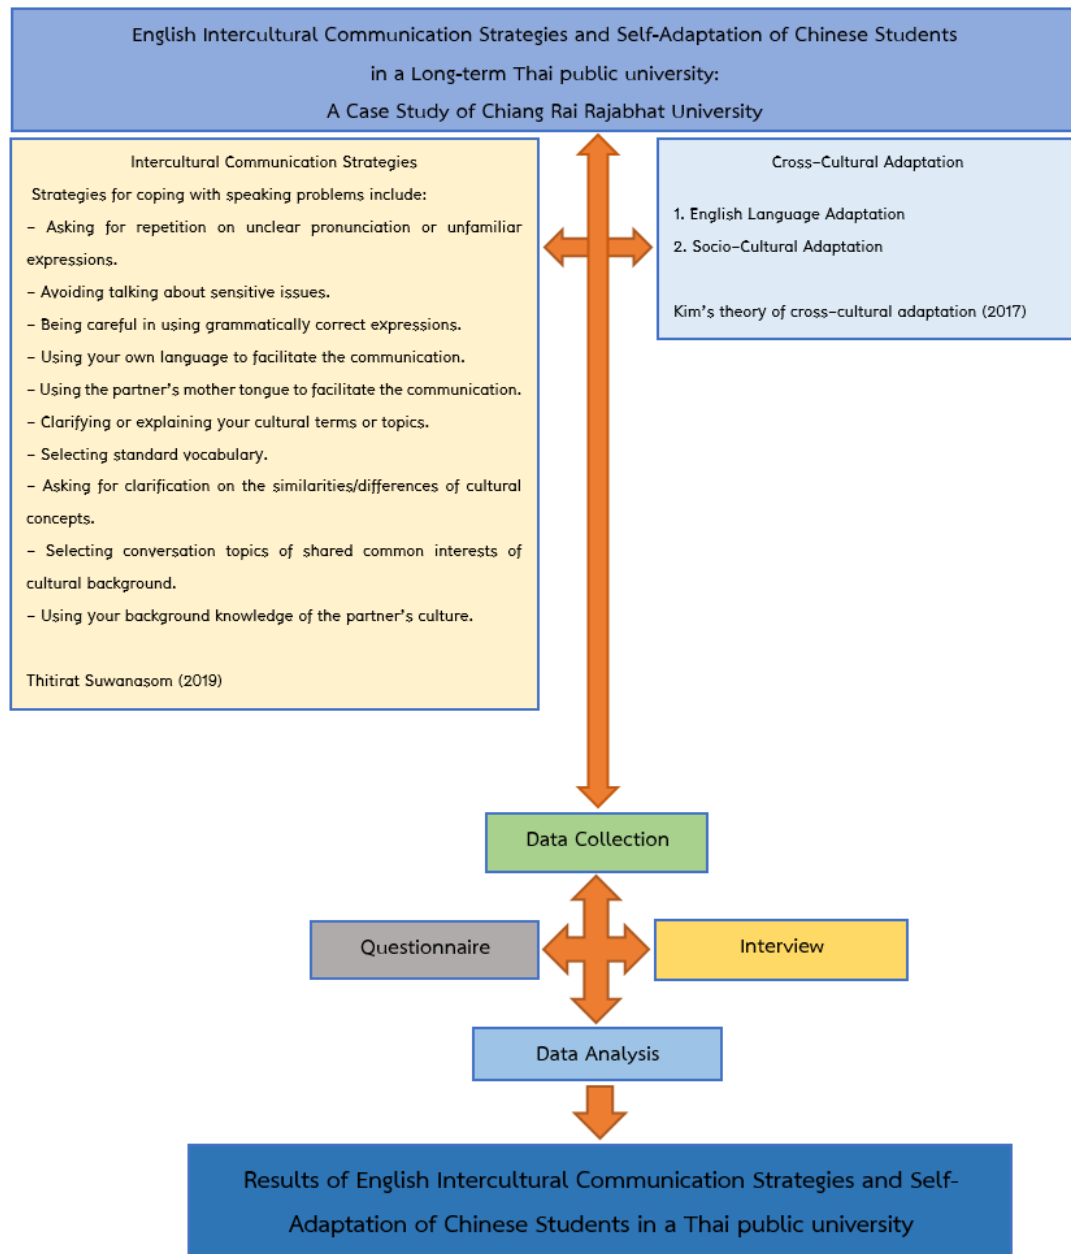 English Intercultural Communication Strategies and Self-Adaptation of Chinese Students
in a Long-term Thai public university:
A Case Study of Chiang Rai Rajabhat University
Intercultural Communication Strategies
Strategies for coping with speaking problems include:
– Asking for repetition on unclear pronunciation or unfamiliar
expressions.
– Avoiding talking about sensitive issues.
– Being careful in using grammatically correct expressions.
– Using your own language to facilitate the communication.
– Using the partner's mother tongue to facilitate the communication.
– Clarifying or explaining your cultural terms or topics.
– Selecting standard vocabulary.
– Asking for clarification on the similarities/differences of cultural
concepts.
– Selecting conversation topics of shared common interests of
cultural background.
– Using your background knowledge of the partner's culture.
Thitirat Suwanasom (2019)
Cross-Cultural Adaptation
1. English Language Adaptation
2. Socio-Cultural Adaptation
Kim's theory of cross-cultural adaptation (2017)
Data Collection
Questionnaire
Interview
Data Analysis
Results of English Intercultural Communication Strategies and Self-
Adaptation of Chinese Students in a Thai public university